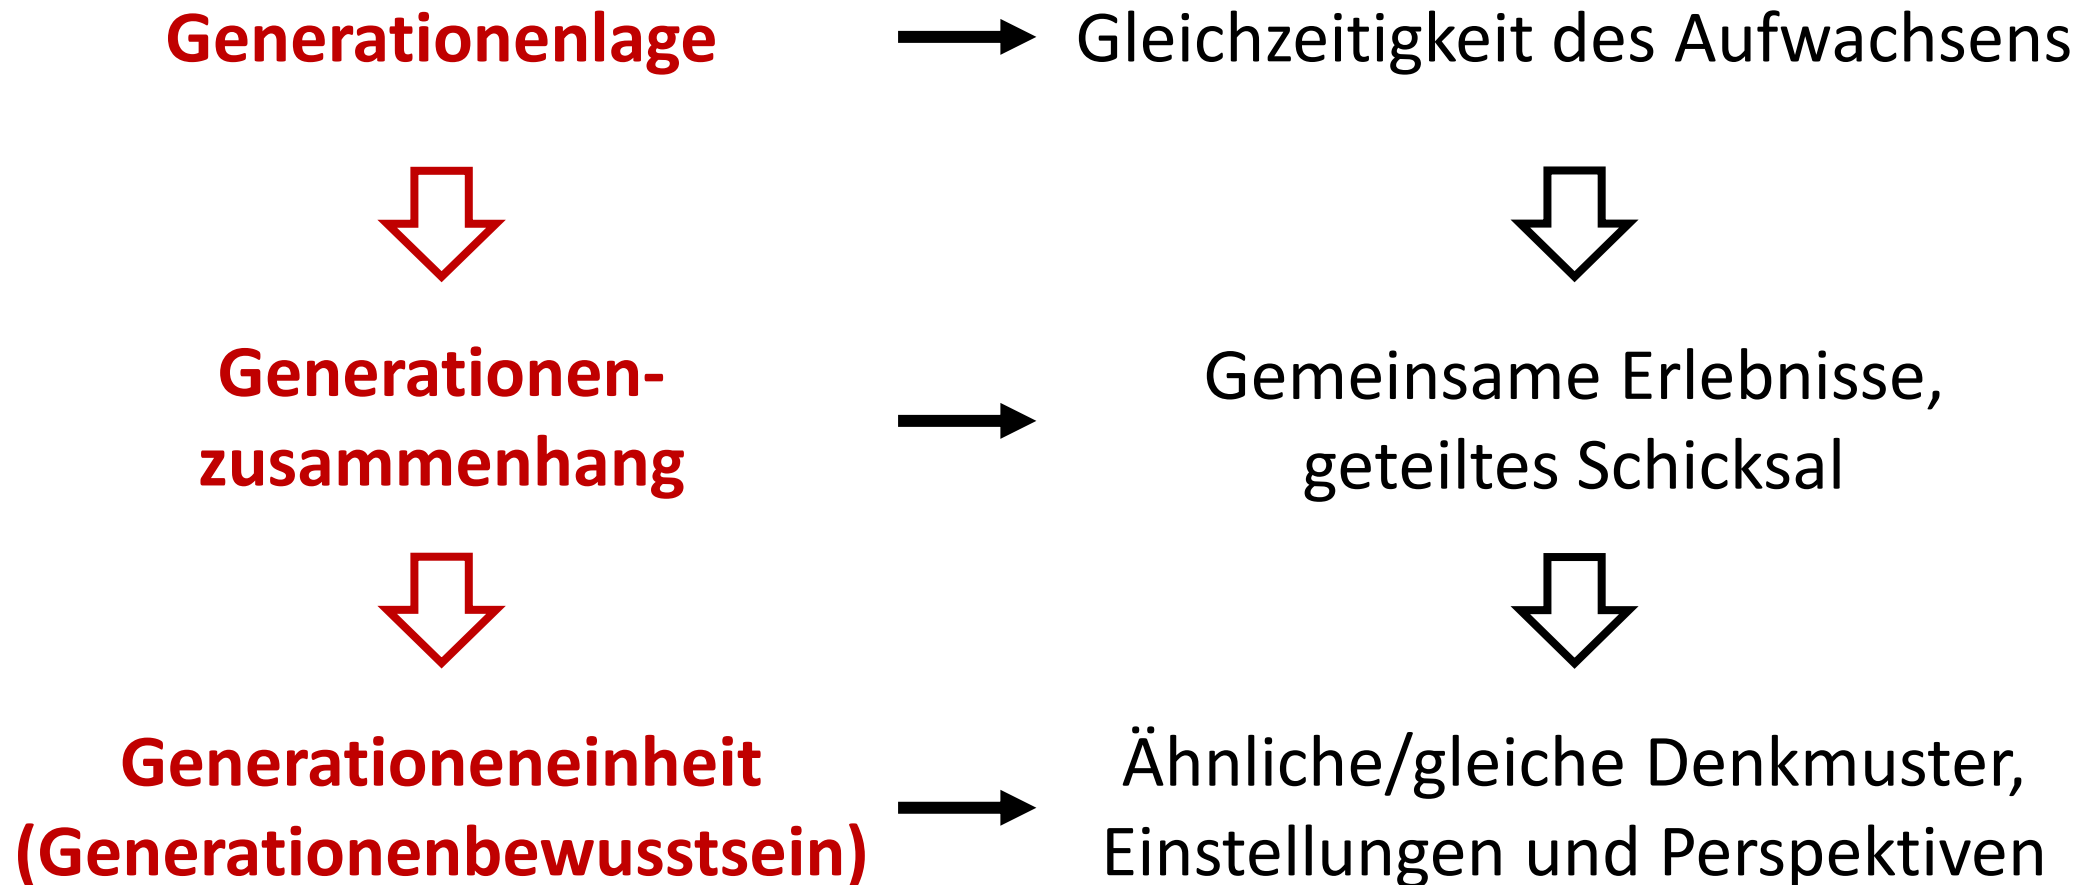 Generationenlage
Gleichzeitigkeit des Aufwachsens
Generationen-
zusammenhang
Gemeinsame Erlebnisse,
geteiltes Schicksal
Generationeneinheit
(Generationenbewusstsein)
Ähnliche/gleiche Denkmuster,
Einstellungen und Perspektiven